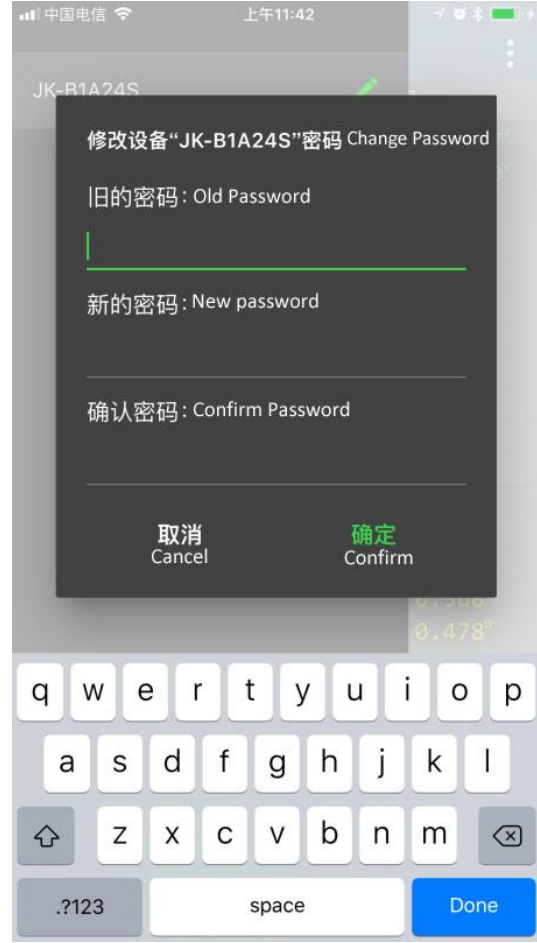 中国电信 上午11:42
JK-B1A24S
修改设备“JK-B1A24S”密码 Change Password
旧的密码: Old Password
新的密码: New password
确认密码: Confirm Password
取消 确定
Cancel Confirm
0.478
q w e r t y u i o p
a s d f g h j k l
z x c v b n m
.?123 space Done